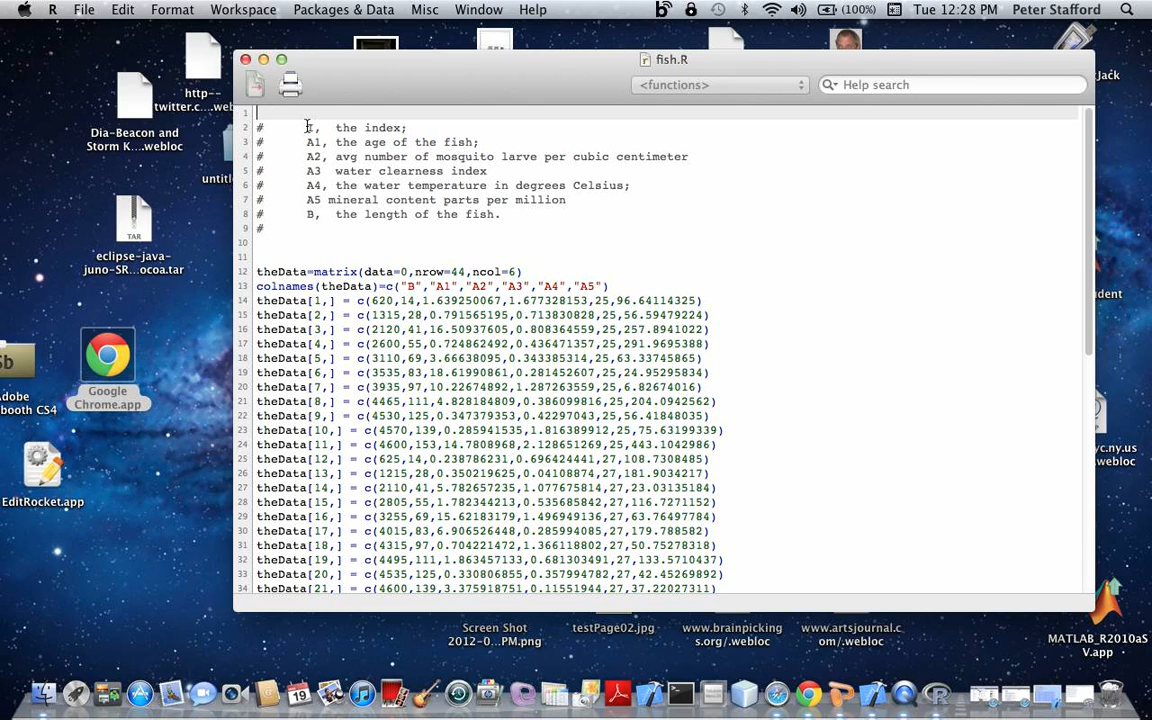 R File Edit Format Workspace Packages & Data Misc Window Help (100%) Tue 12:28 PM Peter Stafford
fish.R
<functions>
Help search
1
2 # I, the index;
3 # A1, the age of the fish;
4 # A2, avg number of mosquito larve per cubic centimeter
5 # A3 water clearness index
6 # A4, the water temperature in degrees Celsius;
7 # A5 mineral content parts per million
8 # B, the length of the fish.
9 #
10
11
12 theData=matrix(data=0,nrow=44,ncol=6)
13 colnames(theData)=c("B","A1","A2","A3","A4","A5")
14 theData[1,] = c(620,14,1.639250067,1.677328153,25,96.64114325)
15 theData[2,] = c(1315,28,0.791565195,0.713830828,25,56.59479224)
16 theData[3,] = c(2120,41,16.50937605,0.808364559,25,257.8941022)
17 theData[4,] = c(2600,55,0.724862492,0.436471357,25,291.9695388)
18 theData[5,] = c(3110,69,3.66638095,0.343385314,25,63.33745865)
19 theData[6,] = c(3535,83,18.61990861,0.281452607,25,24.95295834)
20 theData[7,] = c(3935,97,10.22674892,1.287263559,25,6.82674016)
21 theData[8,] = c(4465,111,4.828184809,0.386099816,25,204.0942562)
22 theData[9,] = c(4530,125,0.347379353,0.42297043,25,56.41848035)
23 theData[10,] = c(4570,139,0.285941535,1.816389912,25,75.63199339)
24 theData[11,] = c(4600,153,14.7808968,2.128651269,25,443.1042986)
25 theData[12,] = c(625,14,0.238786231,0.696424441,27,108.7308485)
26 theData[13,] = c(1215,28,0.350219625,0.04108874,27,181.9034217)
27 theData[14,] = c(2110,41,5.782657235,1.077675814,27,23.03135184)
28 theData[15,] = c(2805,55,1.782344213,0.535685842,27,116.7271152)
29 theData[16,] = c(3255,69,15.62183179,1.496949136,27,63.76497784)
30 theData[17,] = c(4015,83,6.906526448,0.285994085,27,179.788582)
31 theData[18,] = c(4315,97,0.704221472,1.366118802,27,50.75278318)
32 theData[19,] = c(4495,111,1.863457133,0.681303491,27,133.5710437)
33 theData[20,] = c(4535,125,0.330806855,0.357994782,27,42.45269892)
34 theData[21,] = c(4600,139,3.375918751,0.11551944,27,37.22027311)
http--
twitter.c....web
Dia-Beacon and
Storm K....webloc
untitl
TAR
eclipse-java-
juno-SR...ocoa.tar
Google
Chrome.app
Sb
Adobe
booth CS4
EditRocket.app
Jack
udent
yc.ny.us
.webloc
MATLAB_R2010aS
V.app
Screen Shot
2012-0...PM.png
testPage02.jpg
www.brainpicking
s.org/.webloc
www.artsjournal.c
om/.webloc
19